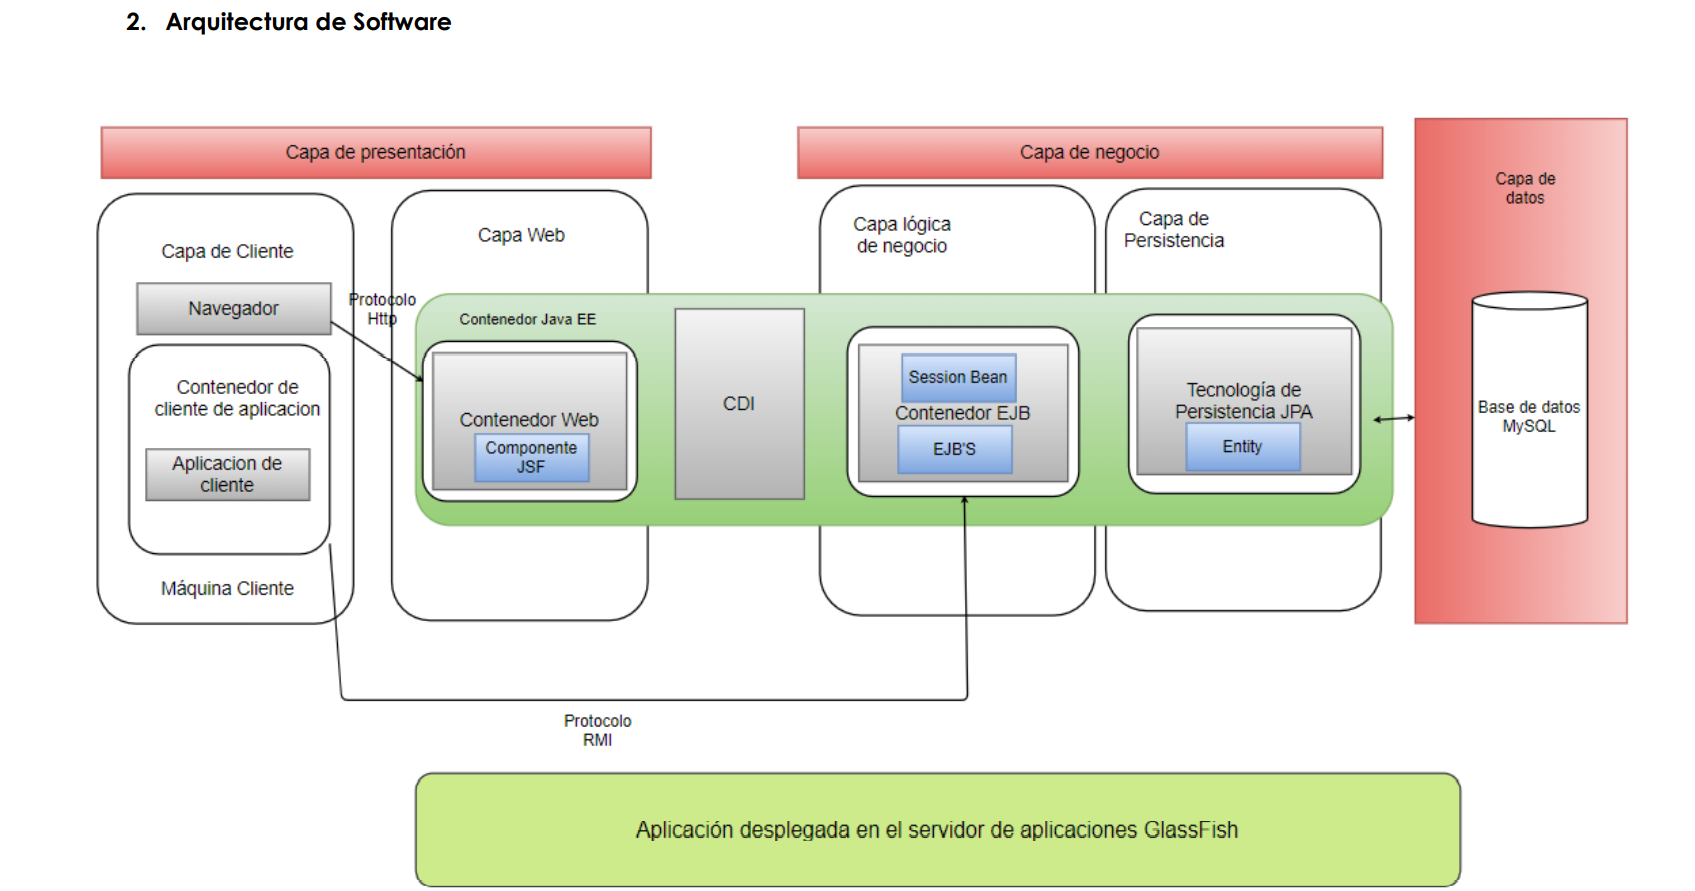 2. Arquitectura de Software
Capa de presentación
Capa de negocio
Capa de
datos
Capa de Cliente
Navegador
Contenedor de
cliente de aplicacion
Aplicacion de
cliente
Máquina Cliente
Protocolo
Http
Capa Web
Contenedor Java EE
Contenedor Web
Componente
JSF
CDI
Capa lógica
de negocio
Session Bean
Contenedor EJB
EJB'S
Capa de
Persistencia
Tecnología de
Persistencia JPA
Entity
Base de datos
MySQL
Protocolo
RMI
Aplicación desplegada en el servidor de aplicaciones GlassFish